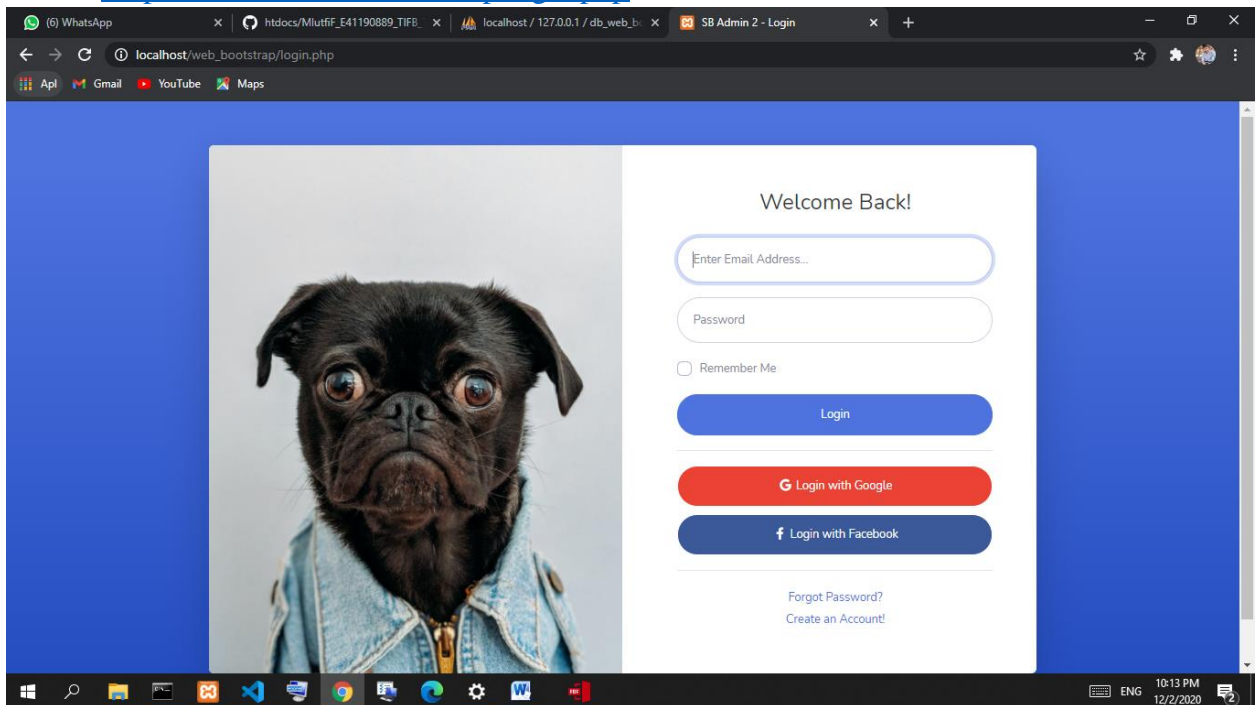 (6) WhatsApp
htdocs/MlutfiF_E41190889_TIFB_
localhost / 127.0.0.1 / db_web_bo
SB Admin 2 - Login
localhost/web_bootstrap/login.php
Apl
Gmail
YouTube
Maps
Welcome Back!
Enter Email Address...
Password
Remember Me
Login
G Login with Google
f Login with Facebook
Forgot Password?
Create an Account!
ENG
10:13 PM
12/2/2020
2